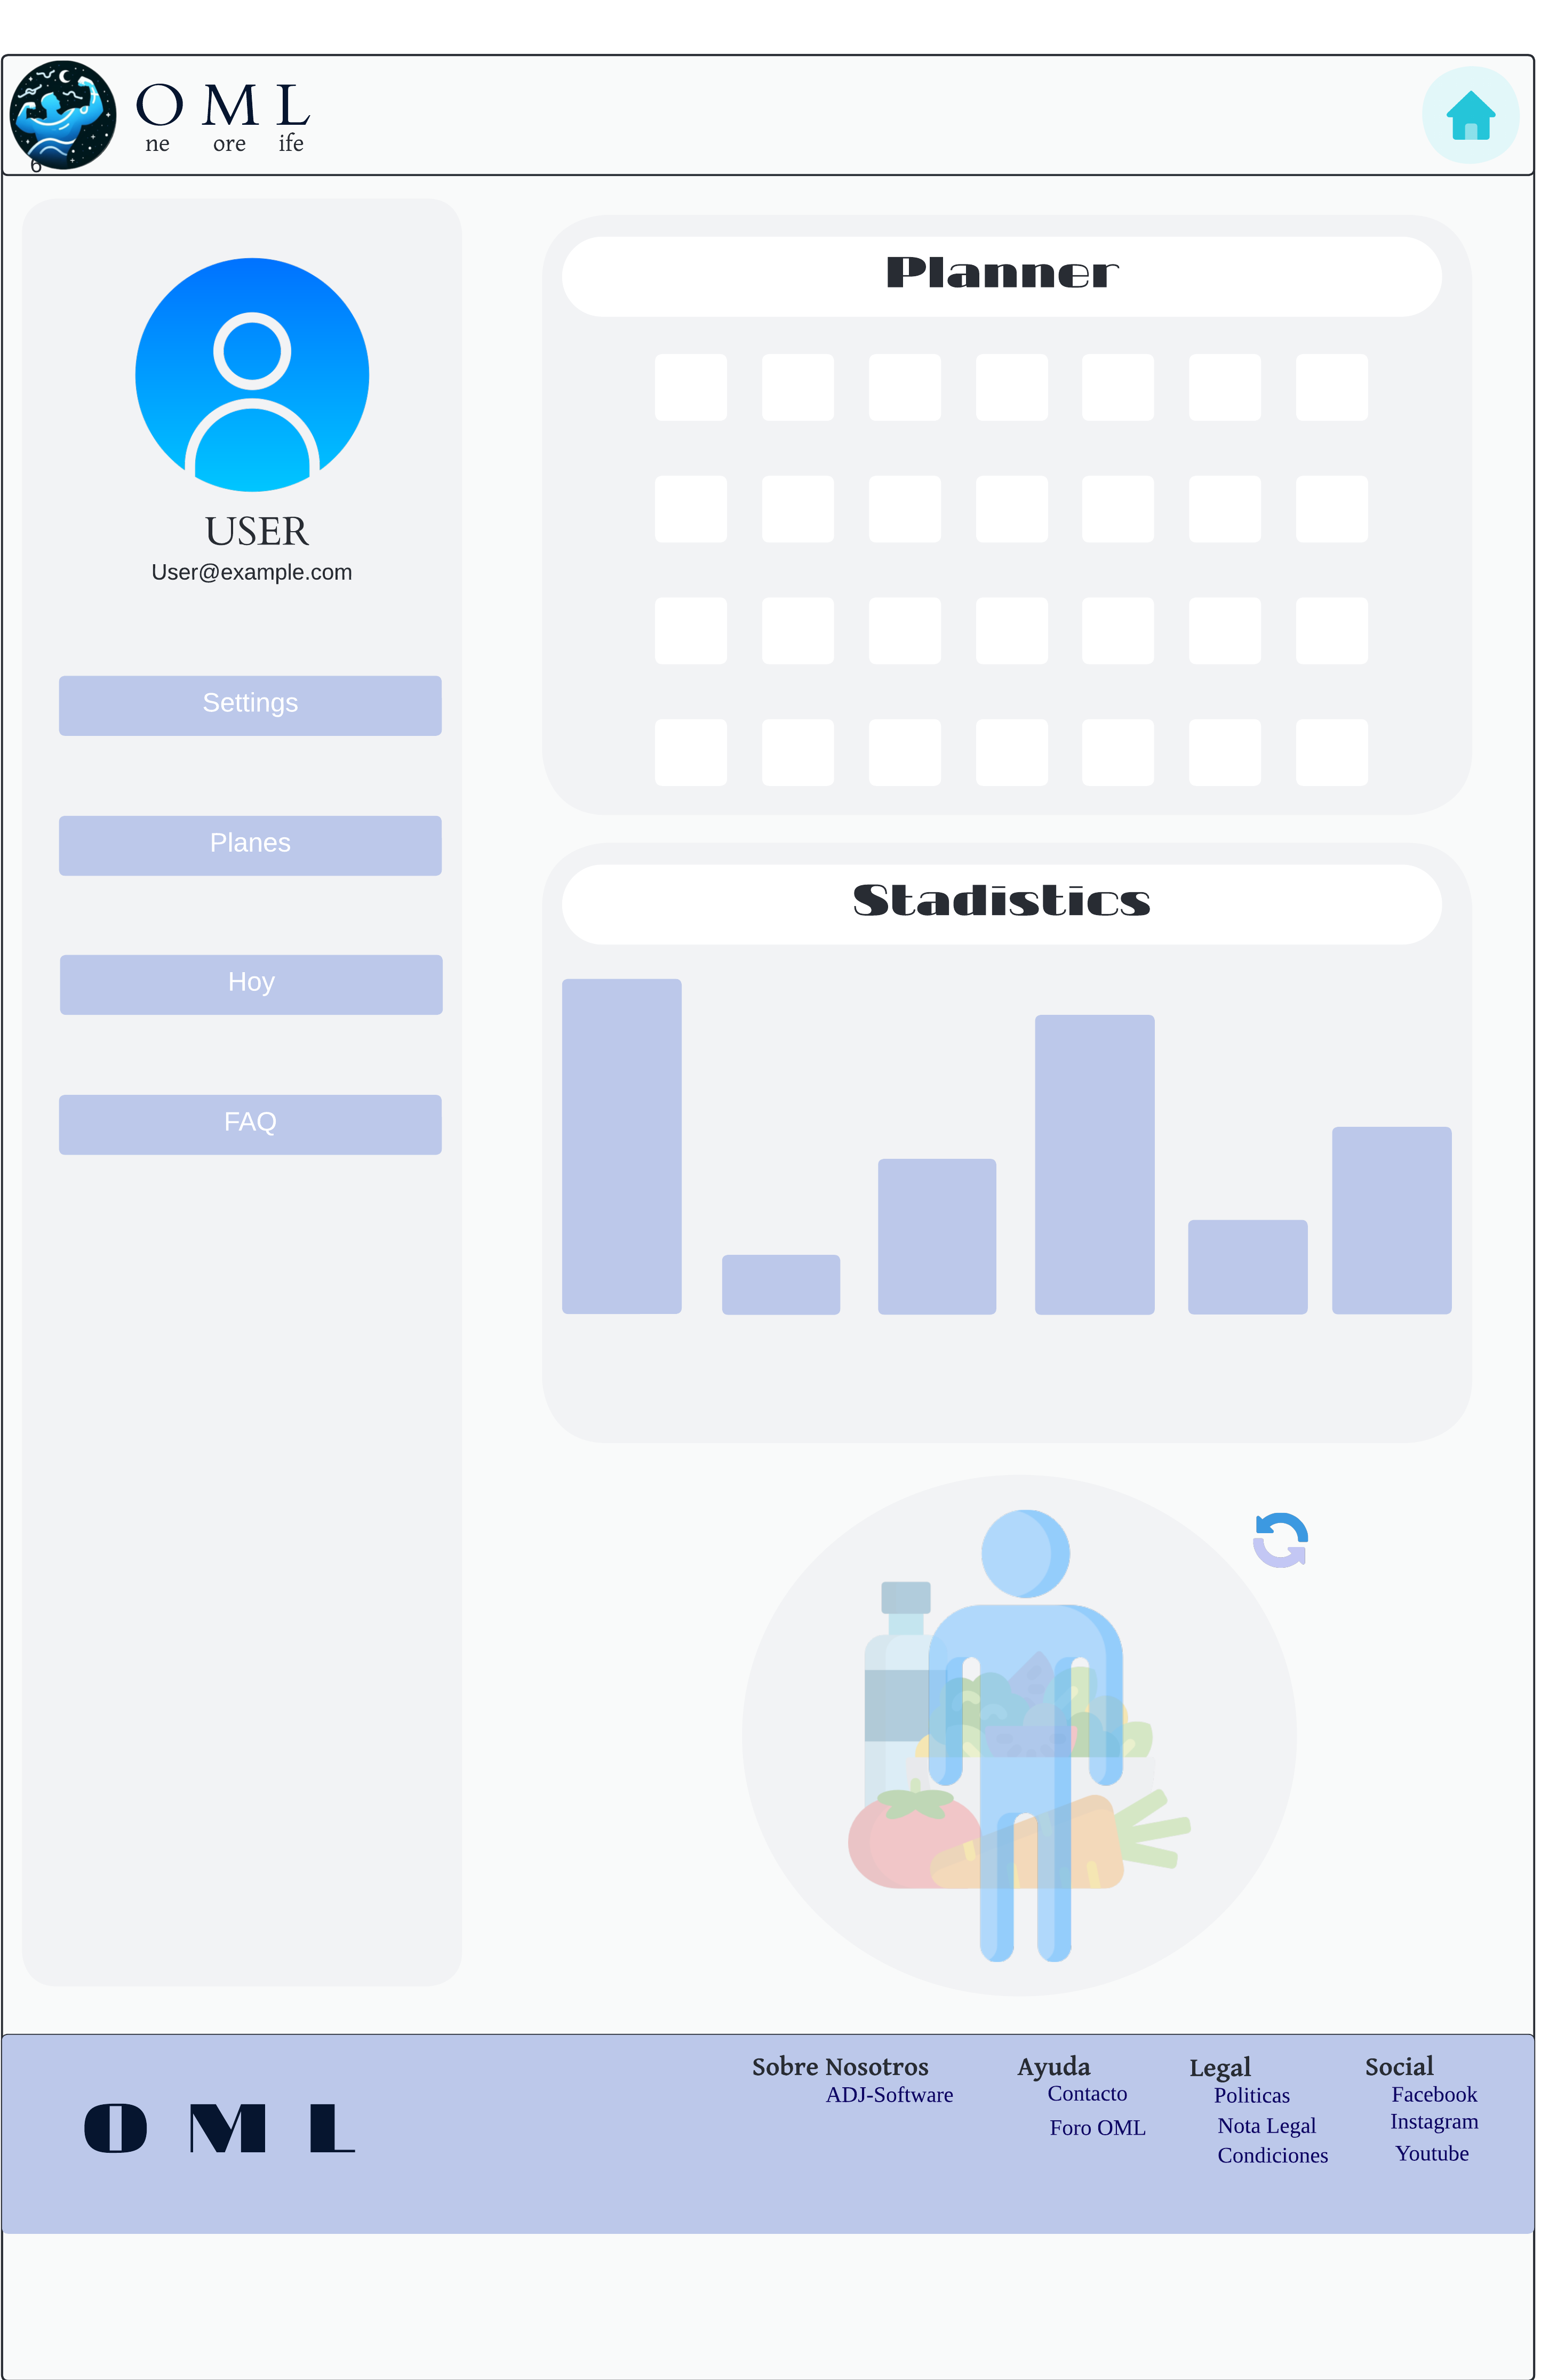 O M L
ne ore ife
6
USER
User@example.com
Settings
Planes
Hoy
FAQ
Planner
Stadistics
O M L
Sobre Nosotros
ADJ-Software
Ayuda
Contacto
Foro OML
Legal
Politicas
Nota Legal
Condiciones
Social
Facebook
Instagram
Youtube